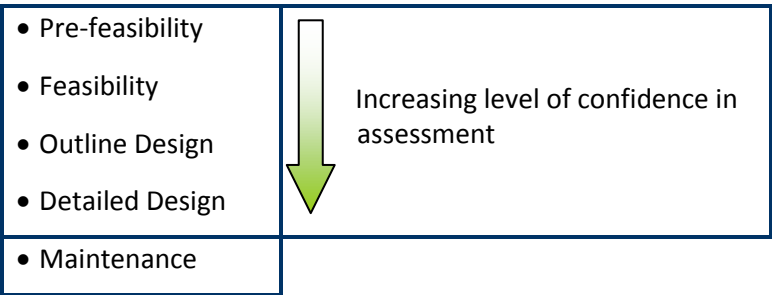 • Pre-feasibility
• Feasibility
• Outline Design
• Detailed Design
Increasing level of confidence in
assessment
• Maintenance